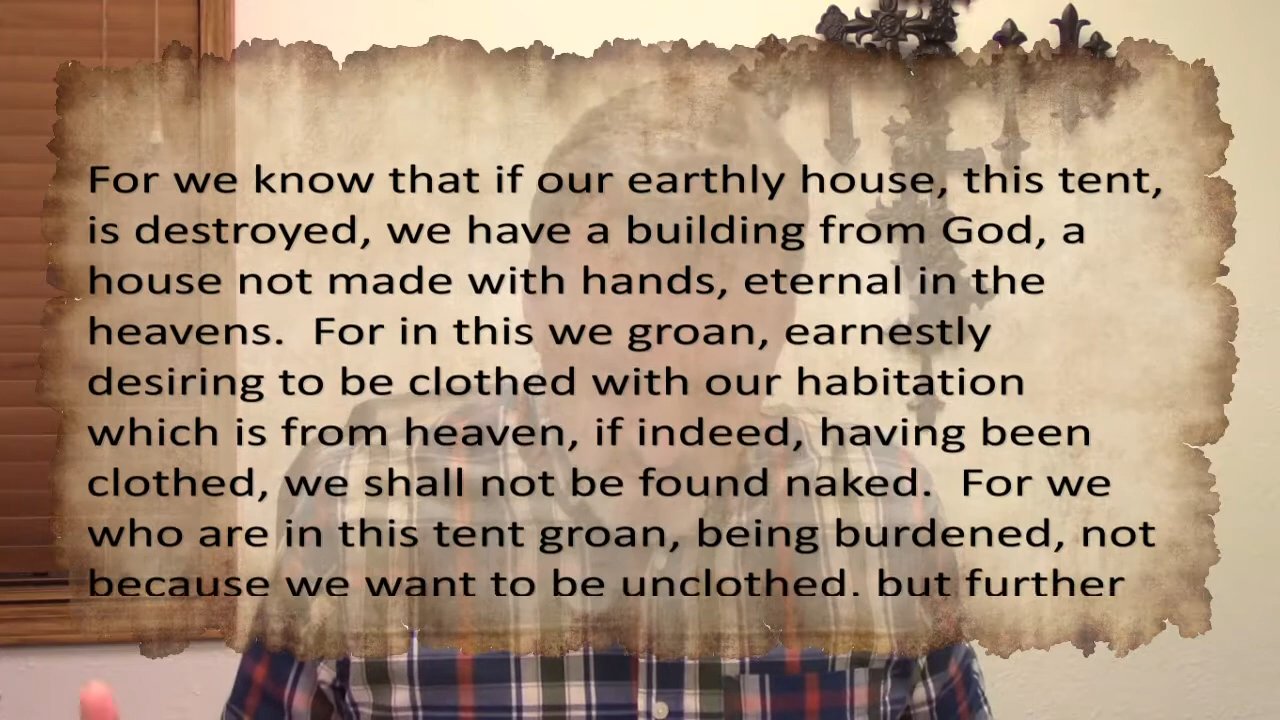 For we know that if our earthly house, this tent,
is destroyed, we have a building from God, a
house not made with hands, eternal in the
heavens.  For in this we groan, earnestly
desiring to be clothed with our habitation
which is from heaven, if indeed, having been
clothed, we shall not be found naked.  For we
who are in this tent groan, being burdened, not
because we want to be unclothed, but further